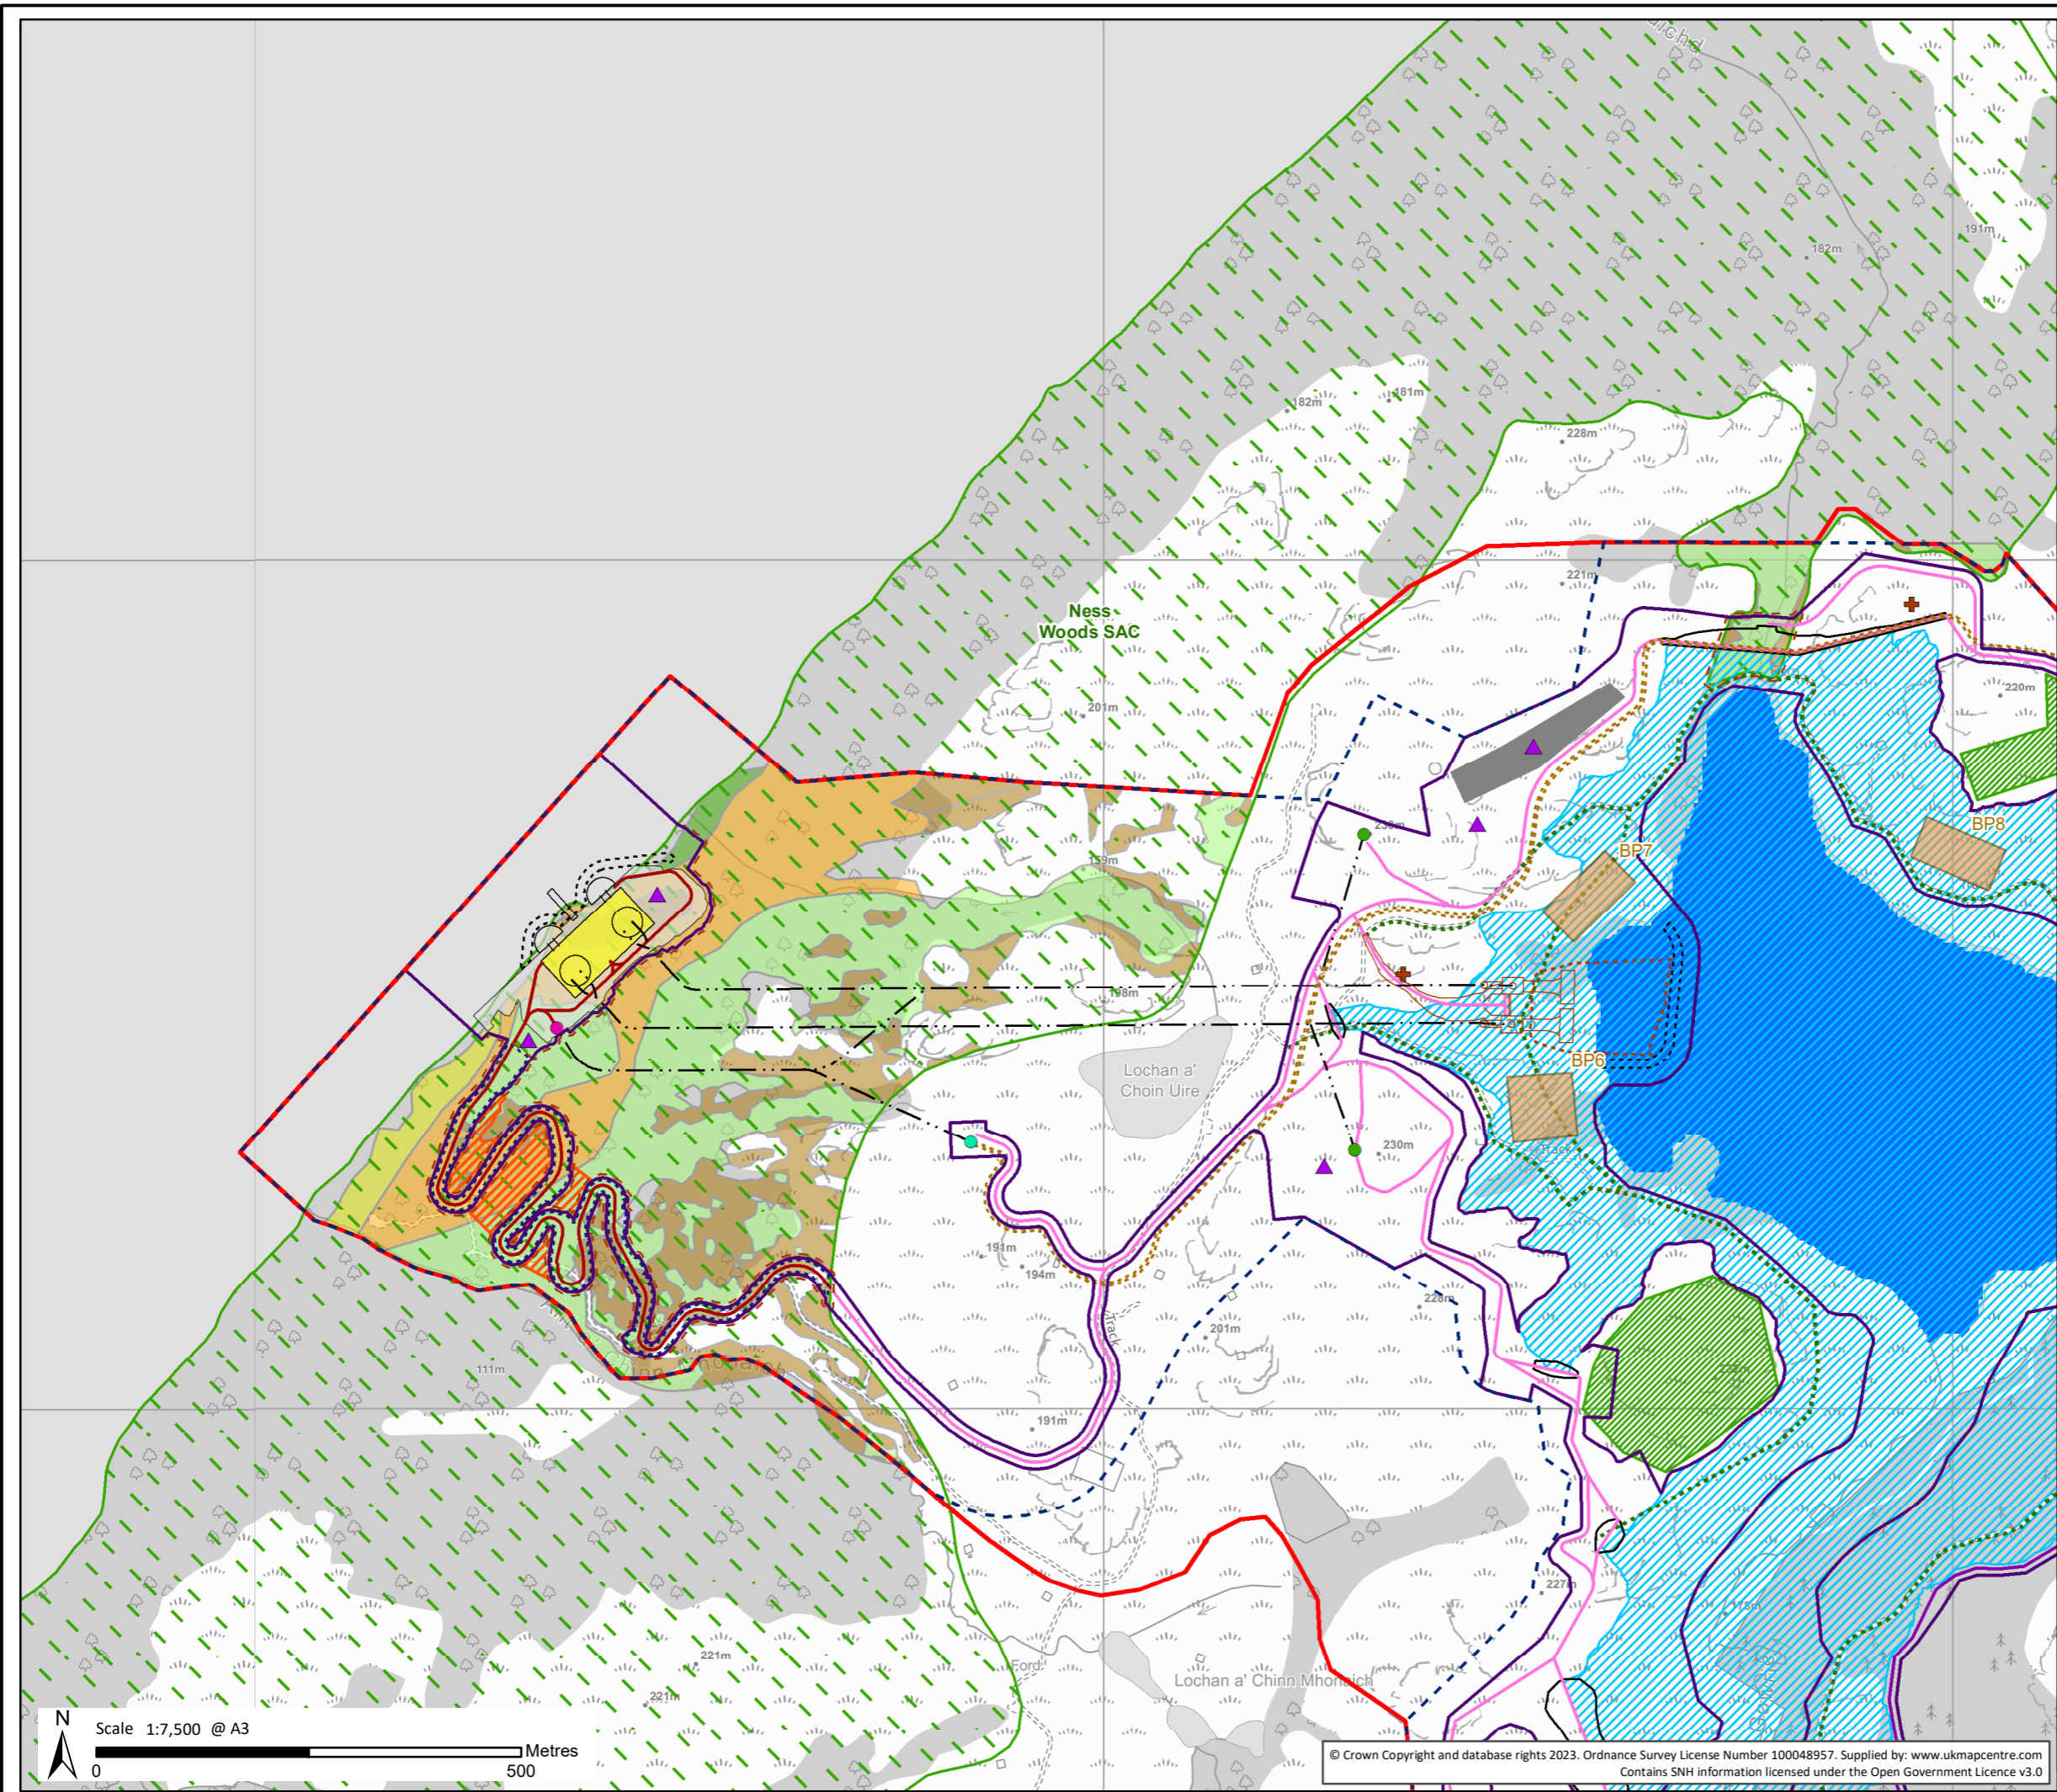 191m
182m
182m
181m
228m
221m
Ness
Woods SAC
220m
201m
BP8
BP7
198m
BP6
Lochan a'
Choin Uire
230m
Track
191m
194m
228m
Track
201m
111m
191m
227m
178m
Ford
221m
221m
Lochan a' Chinn Mhonaich
N
Scale 1:7,500 @ A3
Metres
0
500
© Crown Copyright and database rights 2023. Ordnance Survey License Number 100048957. Supplied by: www.ukmapcentre.com
Contains SNH information licensed under the Open Government Licence v3.0